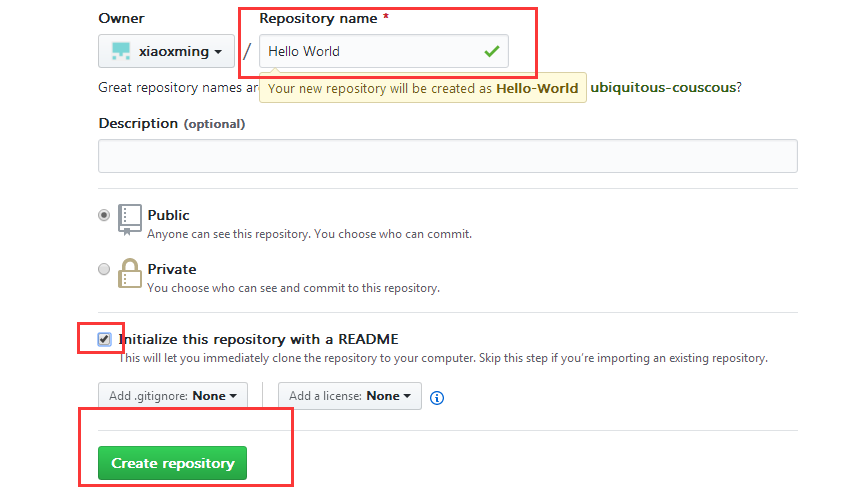 Owner
Repository name *
xiaoxming / Hello World
Great repository names ar
Your new repository will be created as Hello-World
ubiquitous-couscous?
Description (optional)
Public
Anyone can see this repository. You choose who can commit.
Private
You choose who can see and commit to this repository.
Initialize this repository with a README
This will let you immediately clone the repository to your computer. Skip this step if you’re importing an existing repository.
Add .gitignore: None
Add a license: None
Create repository